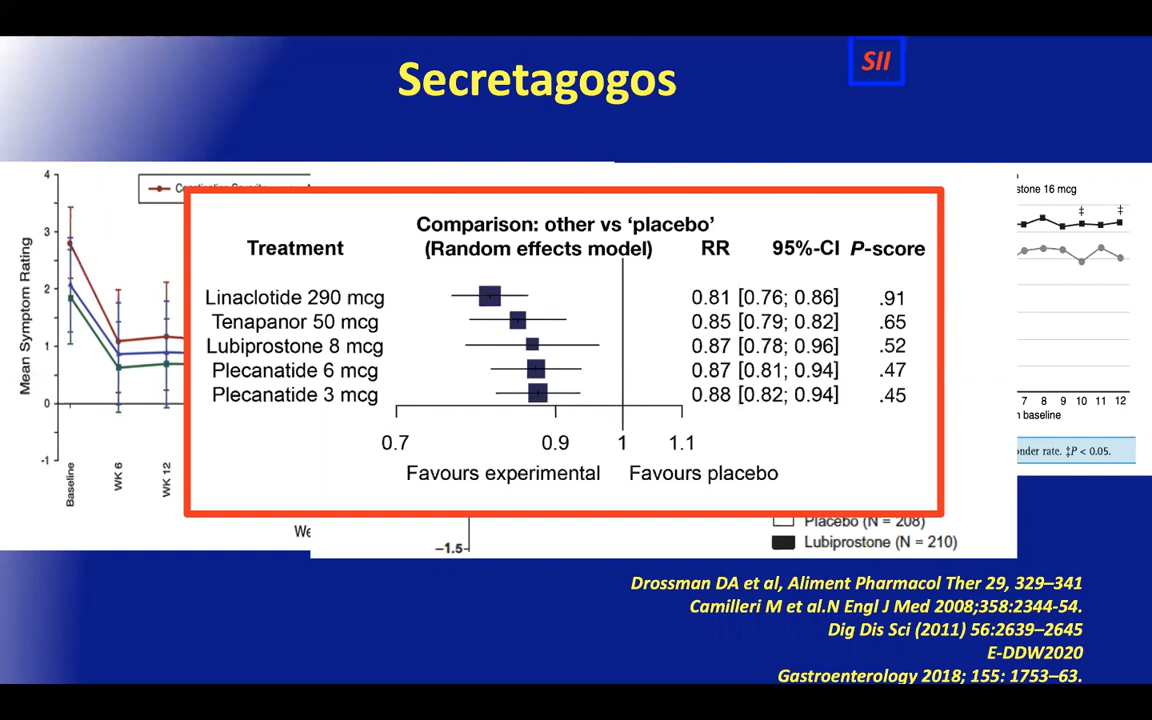 Secretagogos
SII
4
3
2
1
0
-1
Mean Symptom Rating
Baseline
WK 6
WK 12
We
Comparison: other vs ‘placebo’
Treatment (Random effects model) RR 95%-CI P-score
Linaclotide 290 mcg 0.81 [0.76; 0.86] .91
Tenapanor 50 mcg 0.85 [0.79; 0.82] .65
Lubiprostone 8 mcg 0.87 [0.78; 0.96] .52
Plecanatide 6 mcg 0.87 [0.81; 0.94] .47
Plecanatide 3 mcg 0.88 [0.82; 0.94] .45
0.7 0.9 1 1.1
Favours experimental Favours placebo
stone 16 mcg
‡ ‡
7 8 9 10 11 12
baseline
nder rate. ‡P < 0.05.
Placebo (N = 208)
–1.5
Lubiprostone (N = 210)
Drossman DA et al, Aliment Pharmacol Ther 29, 329–341
Camilleri M et al.N Engl J Med 2008;358:2344-54.
Dig Dis Sci (2011) 56:2639–2645
E-DDW2020
Gastroenterology 2018; 155: 1753–63.